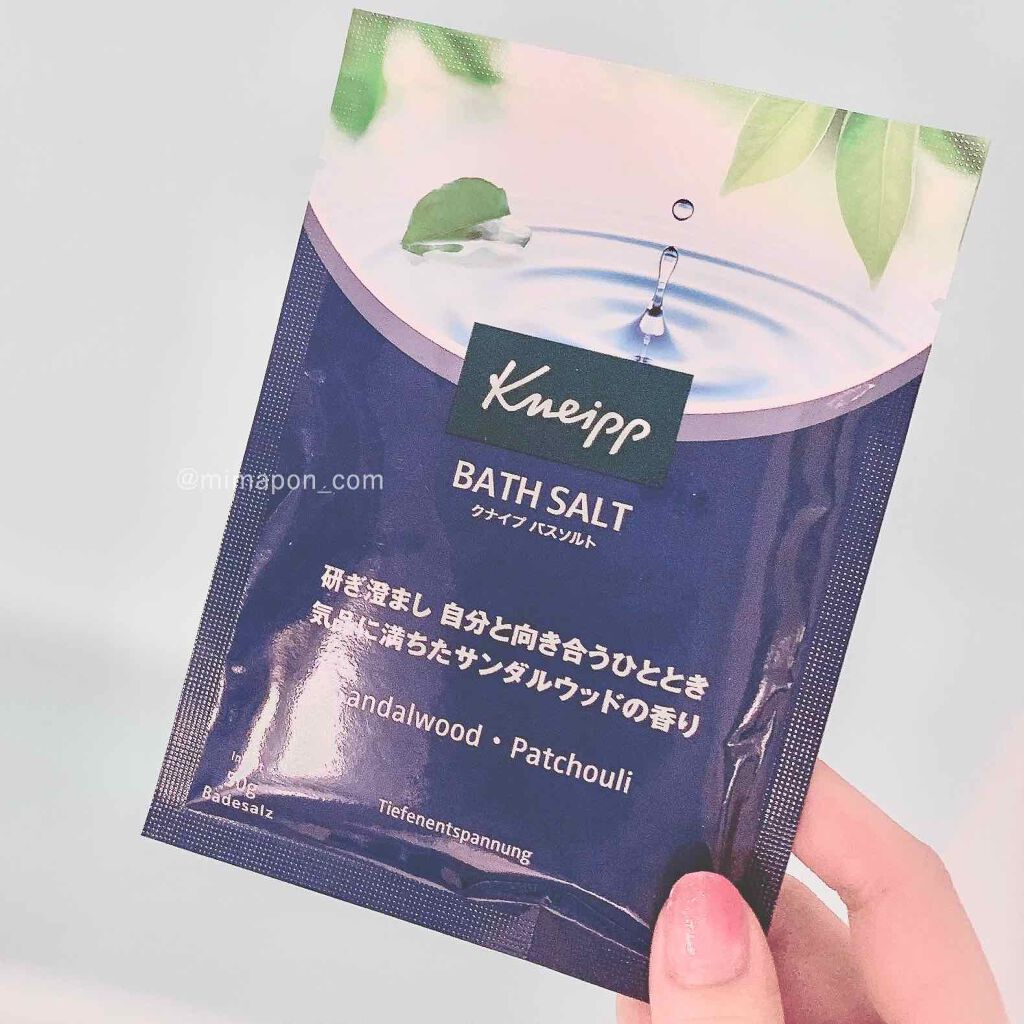 Kneipp
BATH SALT
クナイプ バスソルト
@mimapon_com
研ぎ澄まし 自分と向き合うひととき
気品に満ちたサンダルウッドの香り
andalwood・Patchouli
50g
Badesalz
Tiefenentspannung